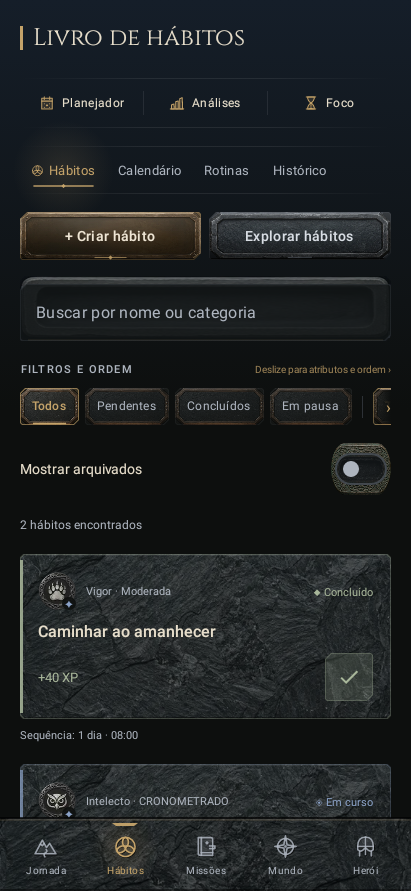 Livro de hábitos
Planejador
Análises
Foco
Hábitos
Calendário
Rotinas
Histórico
+ Criar hábito
Explorar hábitos
Buscar por nome ou categoria
FILTROS E ORDEM
Deslize para atributos e ordem ›
Todos
Pendentes
Concluídos
Em pausa
›
Mostrar arquivados
2 hábitos encontrados
Vigor · Moderada
◆ Concluído
Caminhar ao amanhecer
+40 XP
Sequência: 1 dia · 08:00
Intelecto · CRONOMETRADO
Em curso
Jornada
Hábitos
Missões
Mundo
Herói